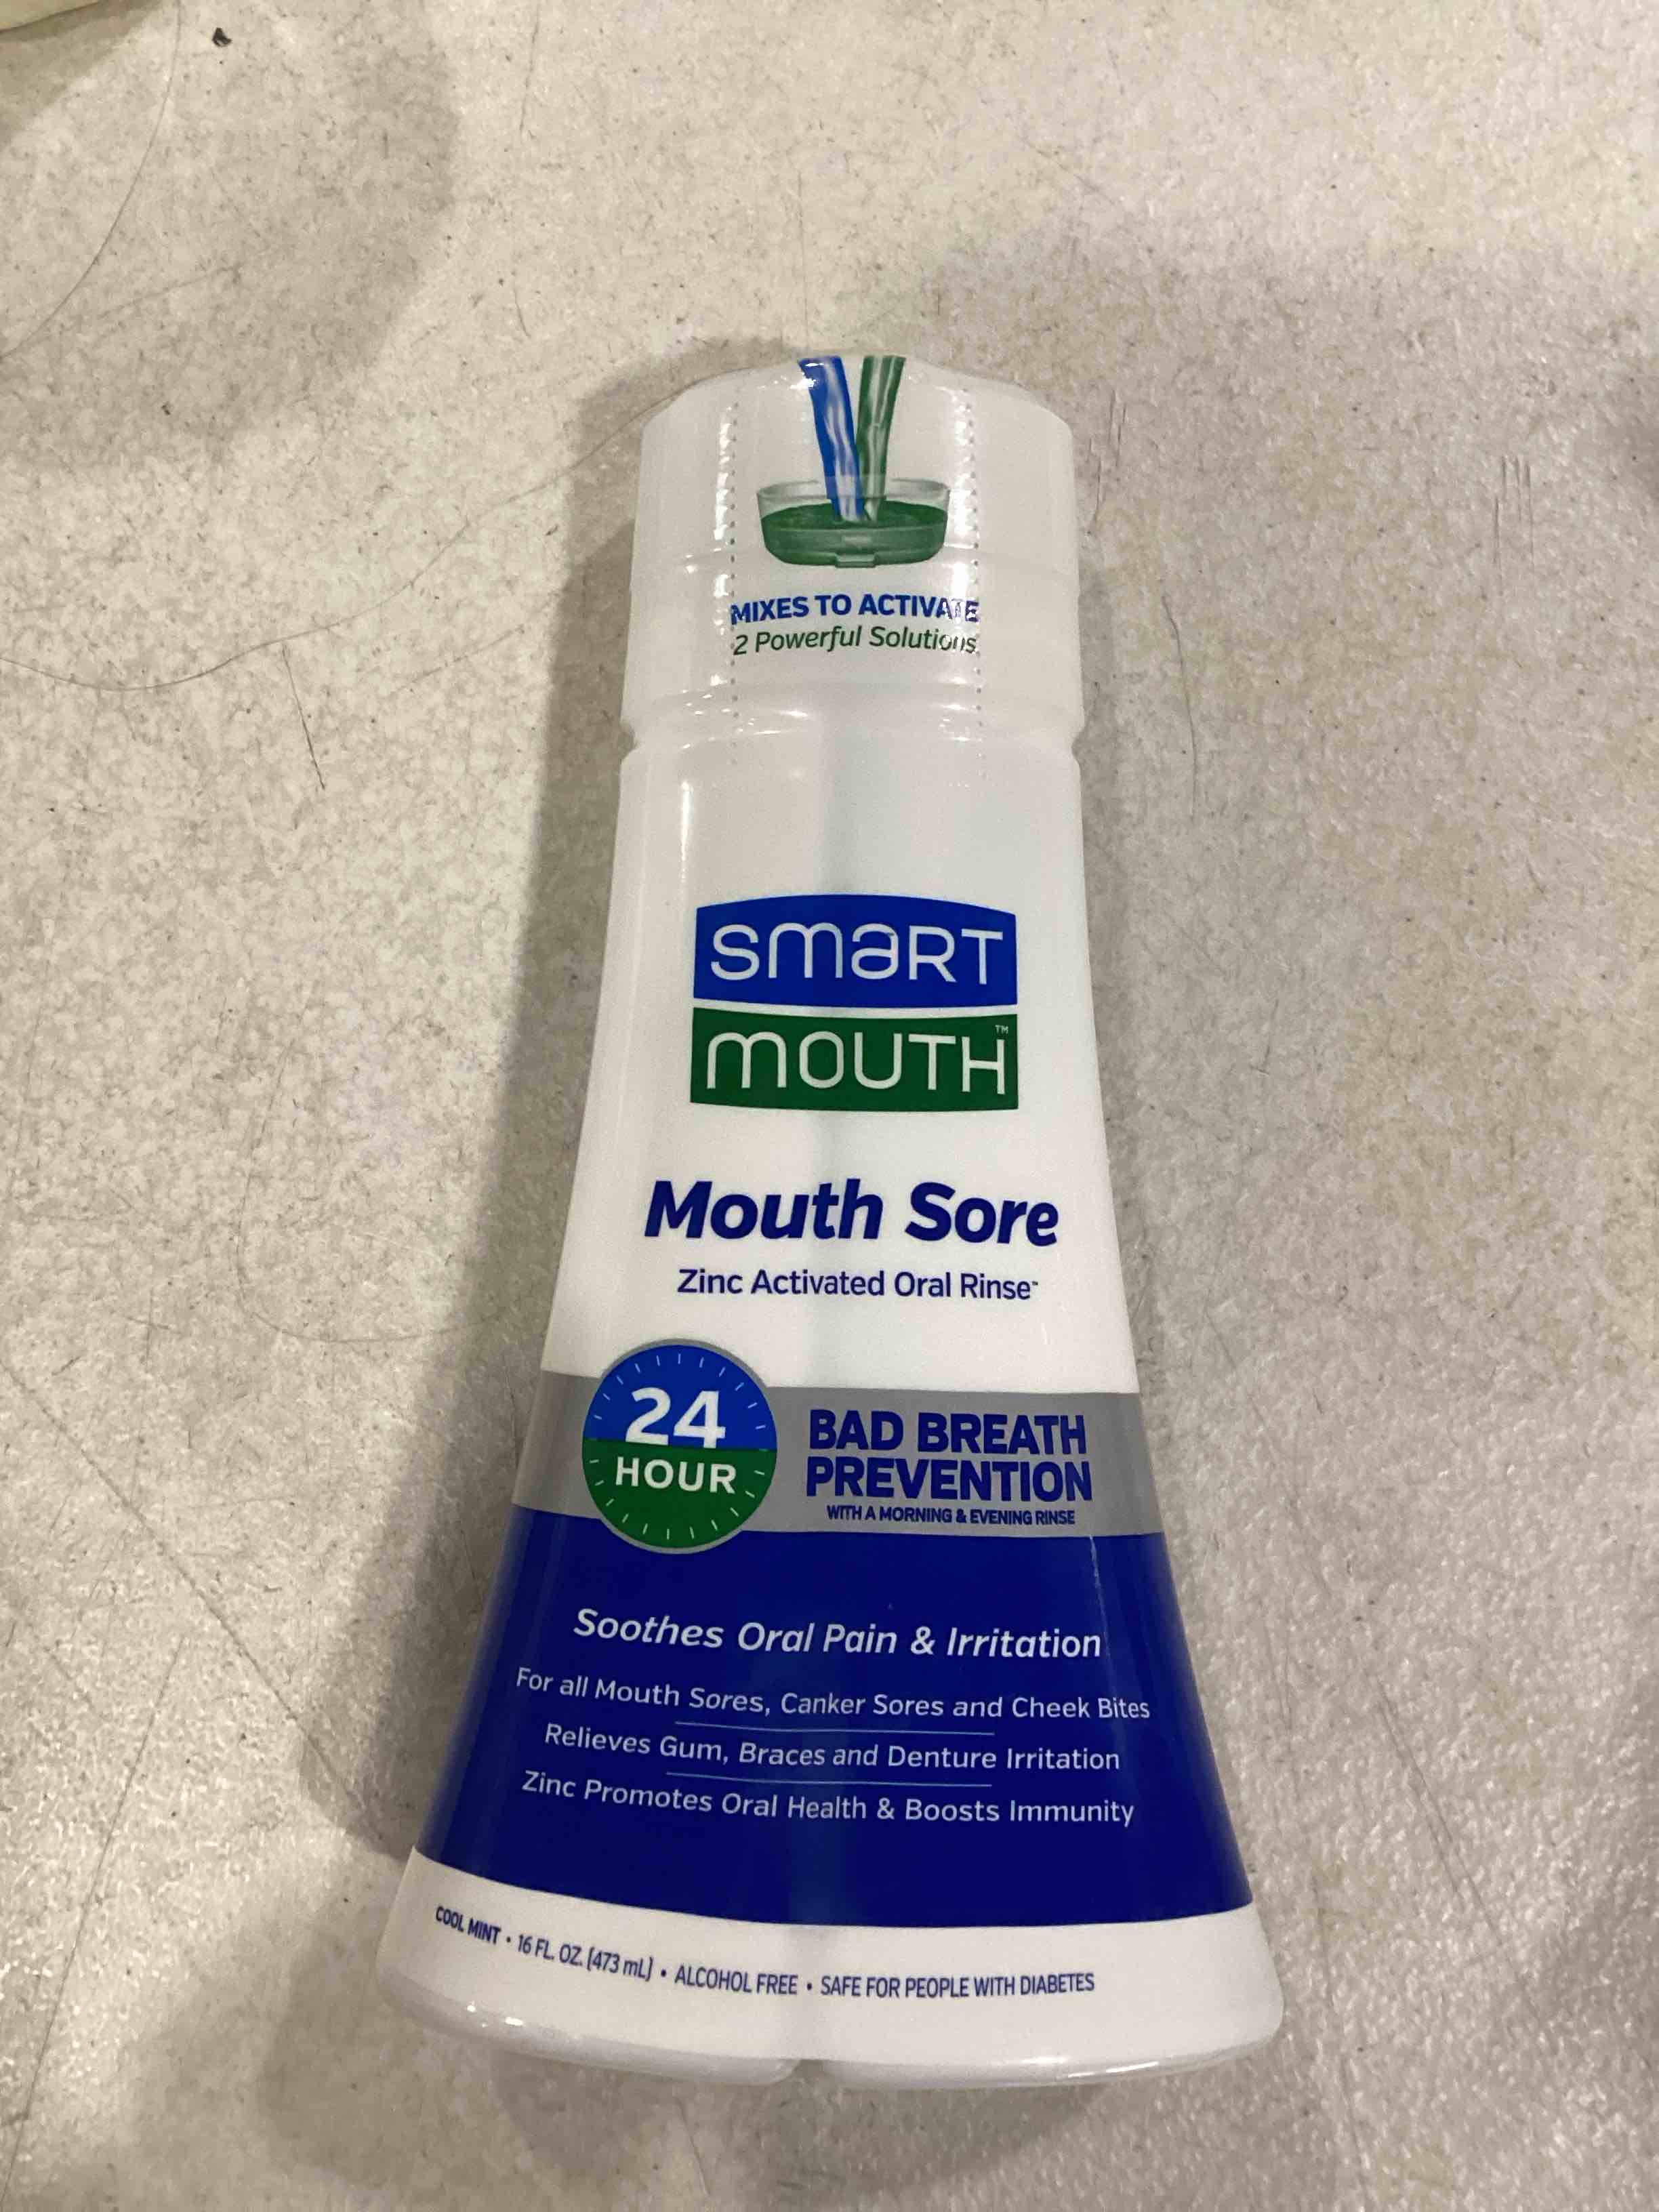 MIXES TO ACTIVATE
2 Powerful Solutions
SMART
MOUTH™
Mouth Sore
Zinc Activated Oral Rinse™
24
HOUR
BAD BREATH
PREVENTION
WITH A MORNING & EVENING RINSE
Soothes Oral Pain & Irritation
For all Mouth Sores, Canker Sores and Cheek Bites
Relieves Gum, Braces and Denture Irritation
Zinc Promotes Oral Health & Boosts Immunity
COOL MINT • 16 FL. OZ. (473 mL) • ALCOHOL FREE • SAFE FOR PEOPLE WITH DIABETES